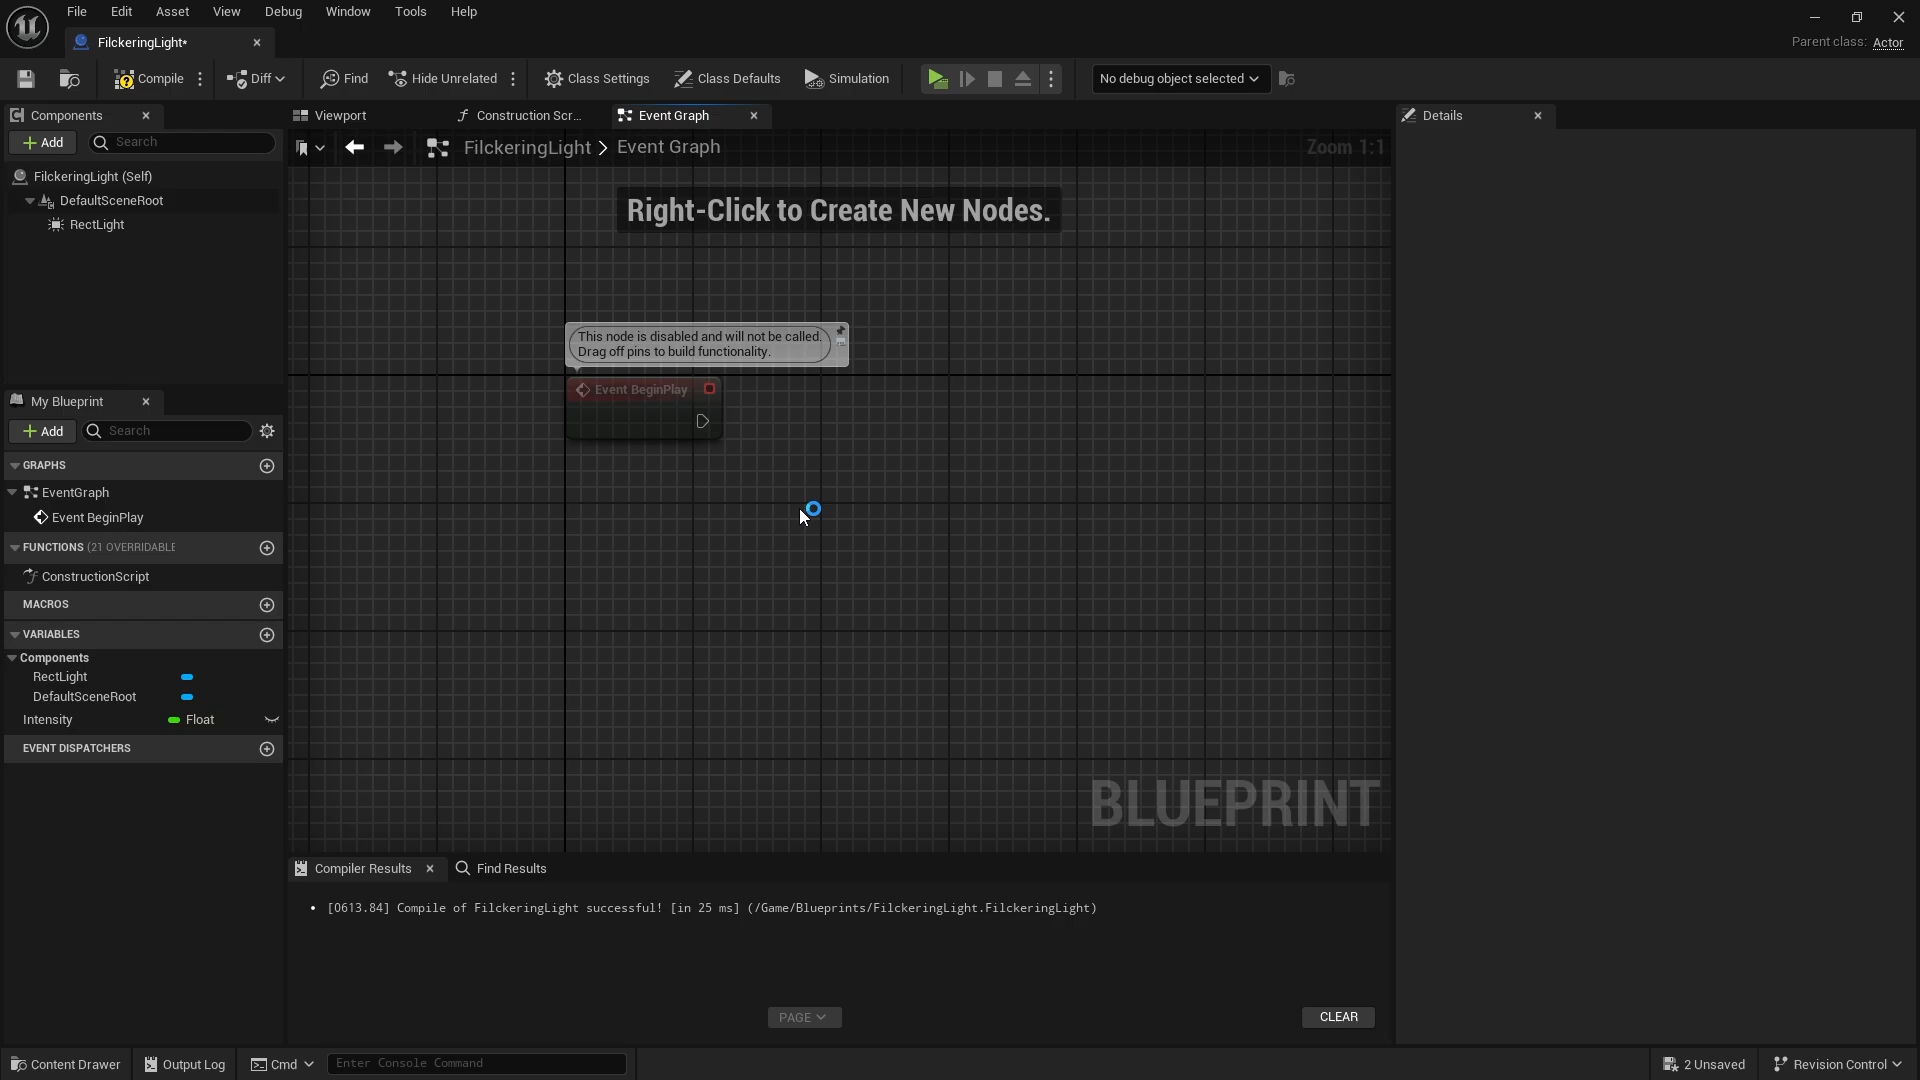 File Edit Asset View Debug Window Tools Help
FilckeringLight*
Parent class: Actor
Compile Diff Find Hide Unrelated Class Settings Class Defaults Simulation No debug object selected
Components
Viewport Construction Scr... Event Graph
Details
Add Search
FilckeringLight > Event Graph
Zoom 1:1
FilckeringLight (Self)
DefaultSceneRoot
RectLight
Right-Click to Create New Nodes.
This node is disabled and will not be called.
Drag off pins to build functionality.
Event BeginPlay
My Blueprint
Add Search
GRAPHS
EventGraph
Event BeginPlay
FUNCTIONS (21 OVERRIDABLE
ConstructionScript
MACROS
VARIABLES
Components
RectLight
DefaultSceneRoot
Intensity Float
EVENT DISPATCHERS
BLUEPRINT
Compiler Results Find Results
• [0613.84] Compile of FilckeringLight successful! [in 25 ms] (/Game/Blueprints/FilckeringLight.FilckeringLight)
PAGE
CLEAR
Content Drawer Output Log Cmd Enter Console Command 2 Unsaved Revision Control